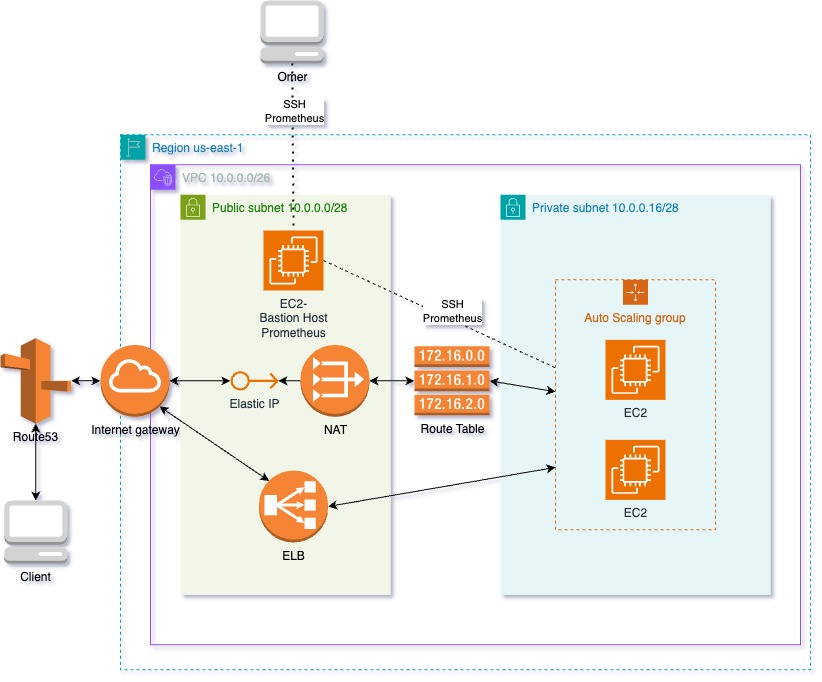 Omer
SSH
Prometheus
Region us-east-1
VPC 10.0.0.0/26
Public subnet 10.0.0.0/28
Private subnet 10.0.0.16/28
EC2-
Bastion Host
Prometheus
SSH
Prometheus
Auto Scaling group
172.16.0.0
172.16.1.0
172.16.2.0
EC2
Elastic IP
Route53
Internet gateway
NAT
Route Table
EC2
ELB
Client